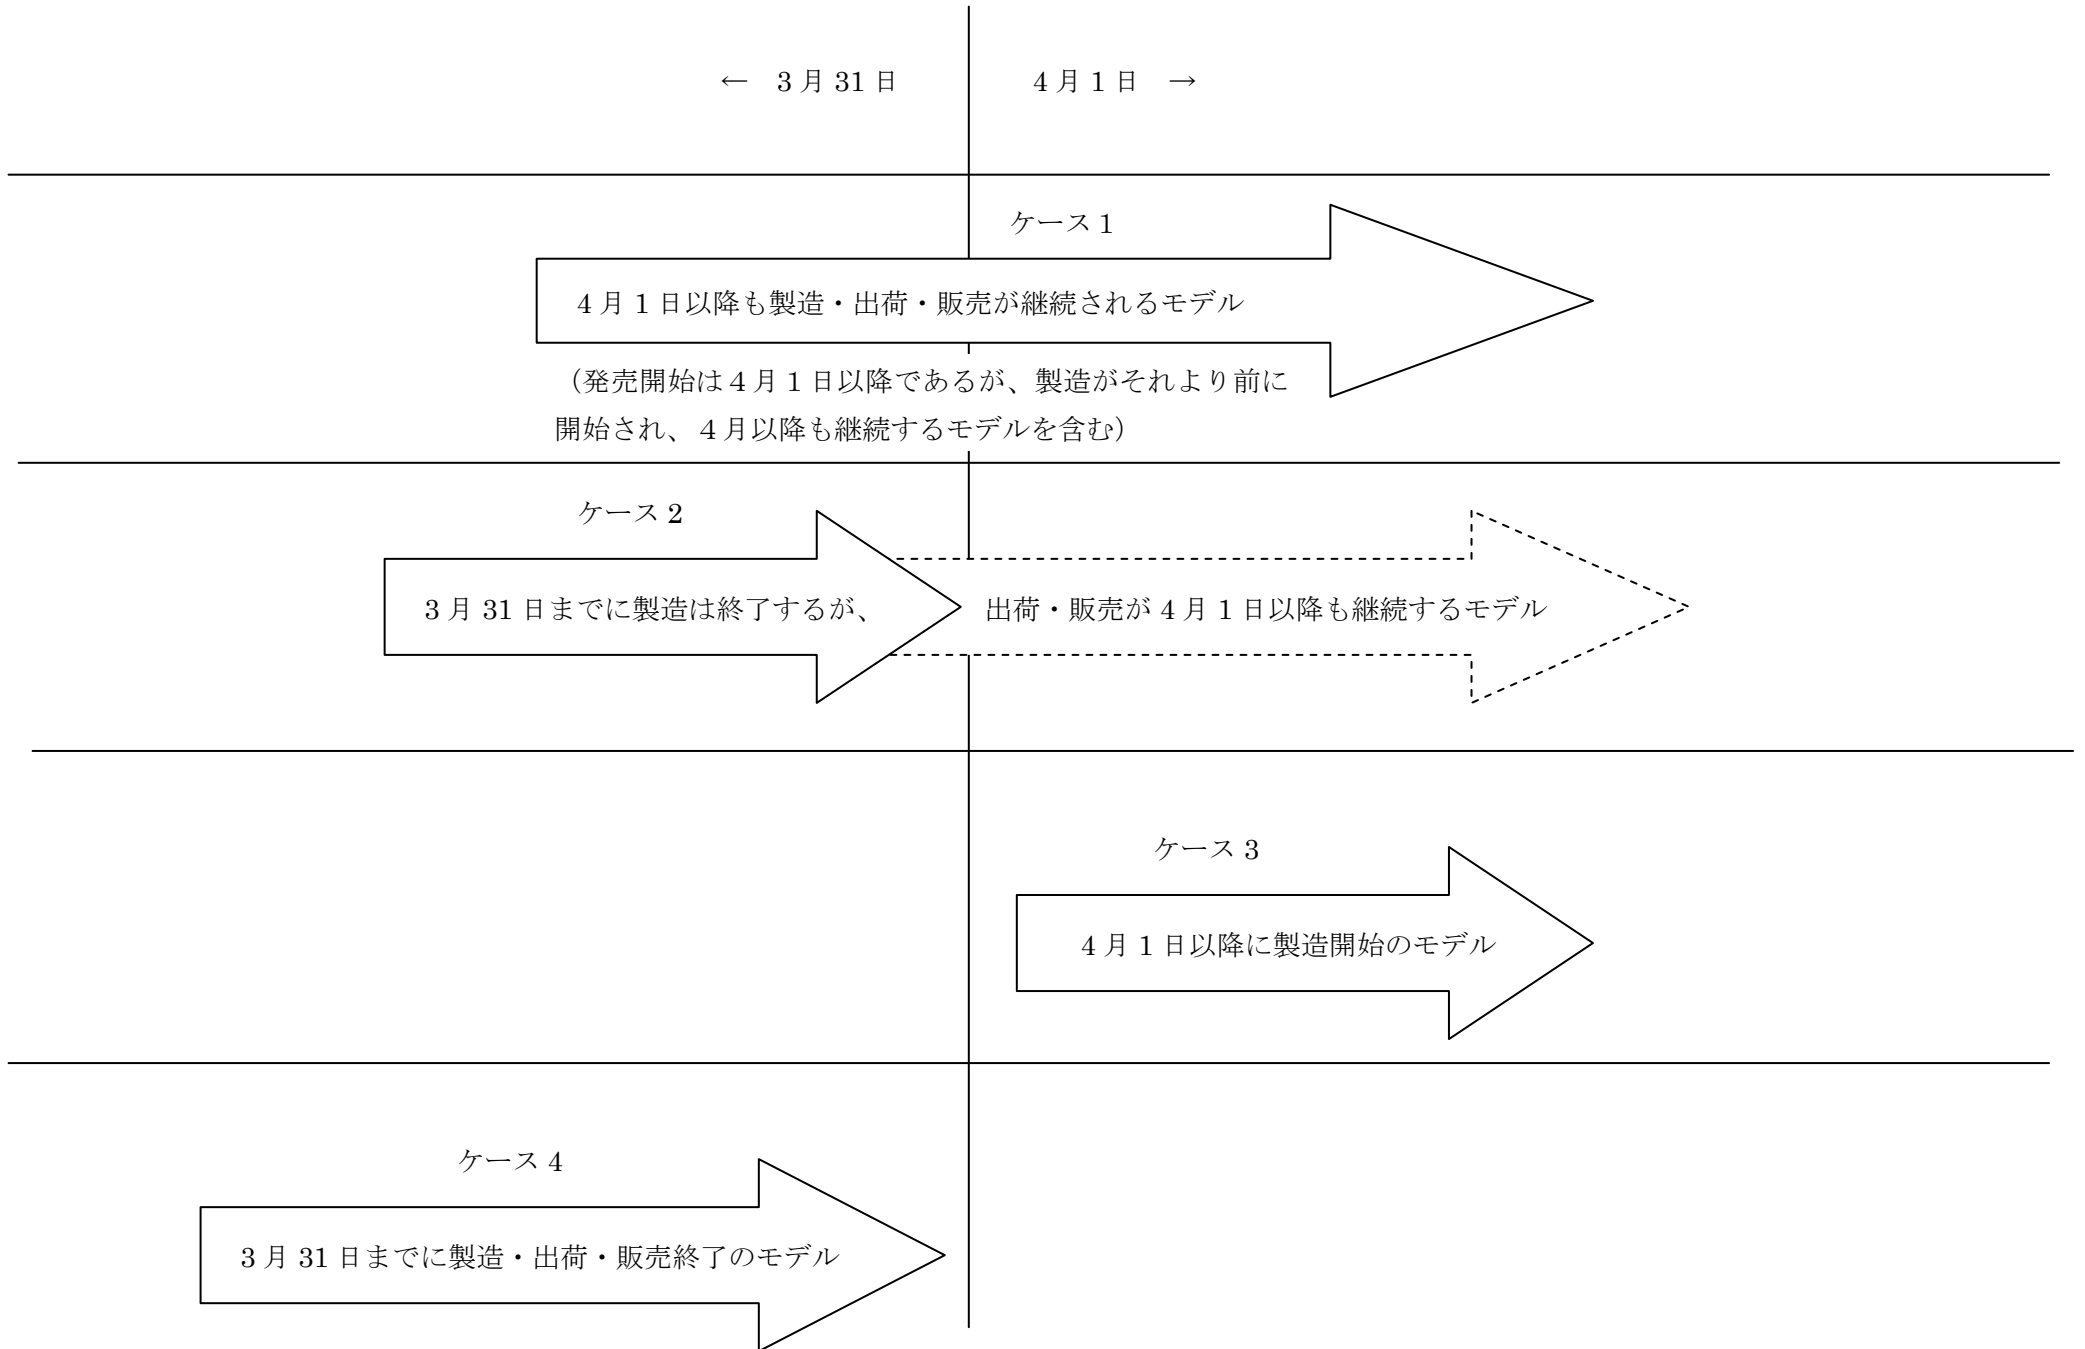 ← 3月31日 4月1日 →
ケース1
4月1日以降も製造・出荷・販売が継続されるモデル
（発売開始は4月1日以降であるが、製造がそれより前に
開始され、4月以降も継続するモデルを含む）
ケース2
3月31日までに製造は終了するが、 出荷・販売が4月1日以降も継続するモデル
ケース3
4月1日以降に製造開始のモデル
ケース4
3月31日までに製造・出荷・販売終了のモデル